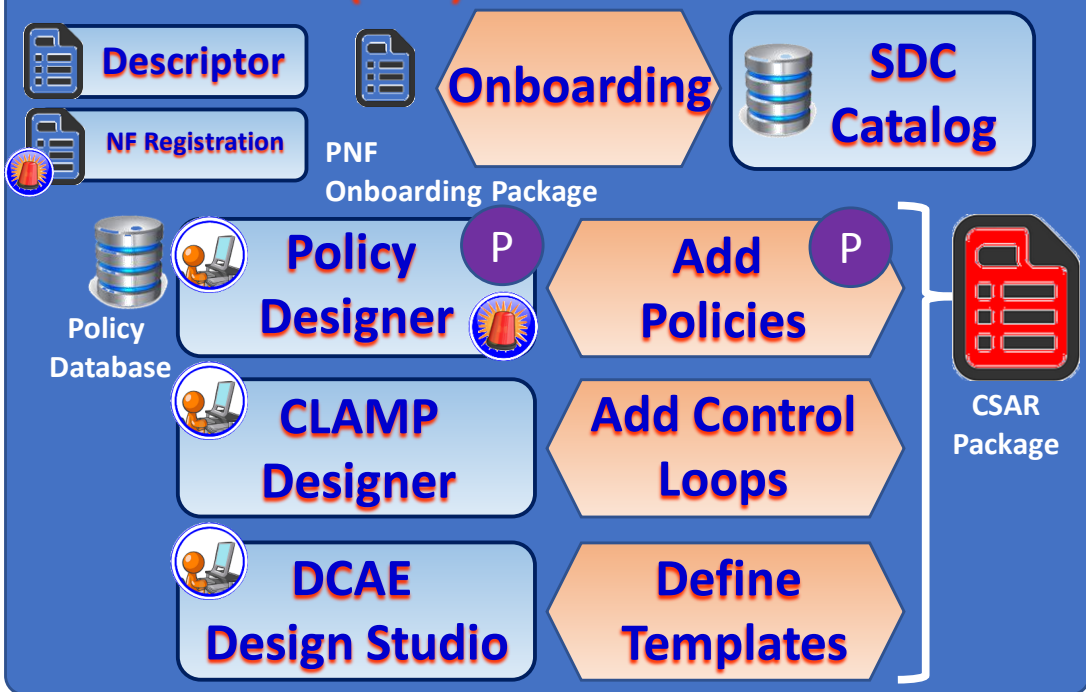 Descriptor
NF Registration
PNF
Onboarding Package
Onboarding
SDC
Catalog
Policy
Database
Policy
Designer
P
Add
Policies
P
CLAMP
Designer
Add Control
Loops
DCAE
Design Studio
Define
Templates
CSAR
Package